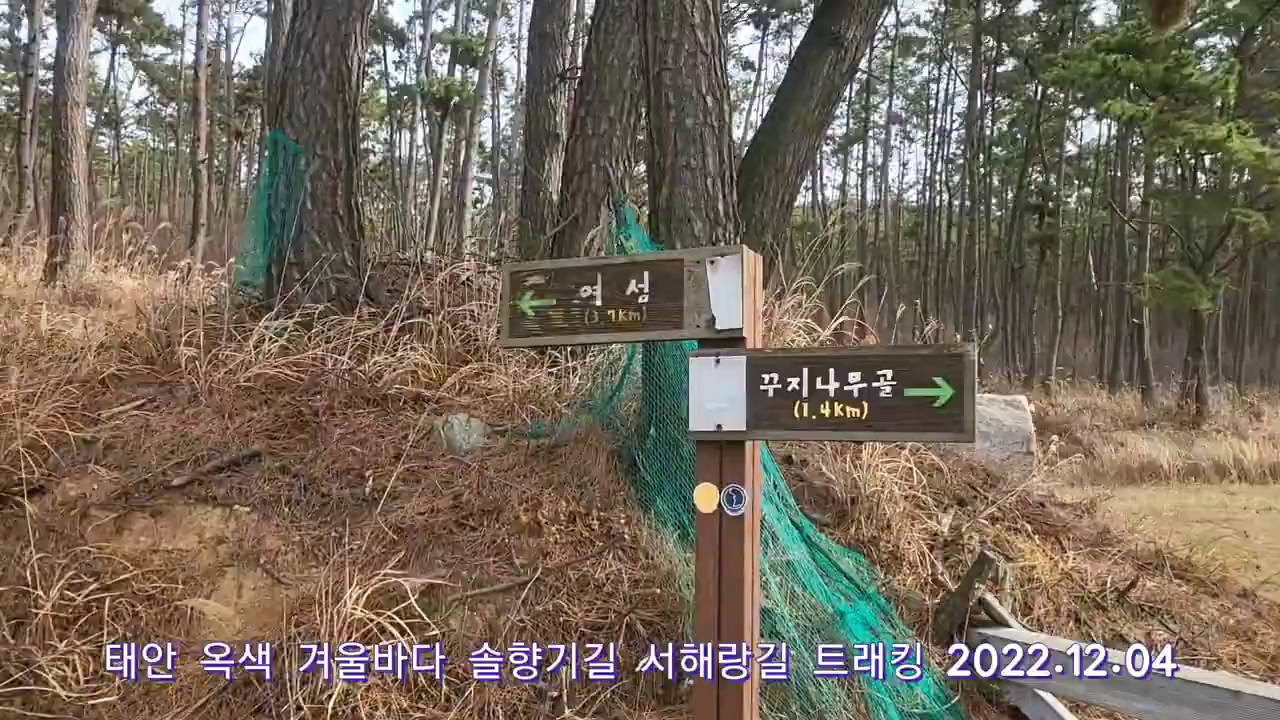 여 섬
(3.7Km)
꾸지나무골
(1.4Km)
태안 옥색 겨울바다 솔향기길 서해랑길 트래킹 2022.12.04